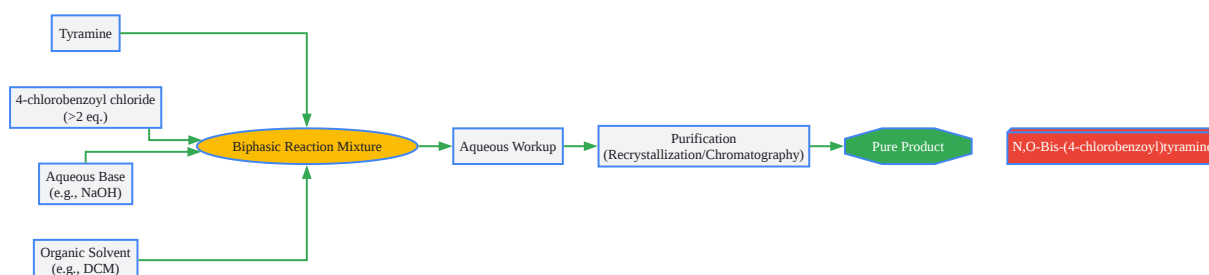 Tyramine
4-chlorobenzoyl chloride
(>2 eq.)
Aqueous Base
(e.g., NaOH)
Organic Solvent
(e.g., DCM)
Biphasic Reaction Mixture
Aqueous Workup
Purification
(Recrystallization/Chromatography)
Pure Product
N,O-Bis-(4-chlorobenzoyl)tyramine